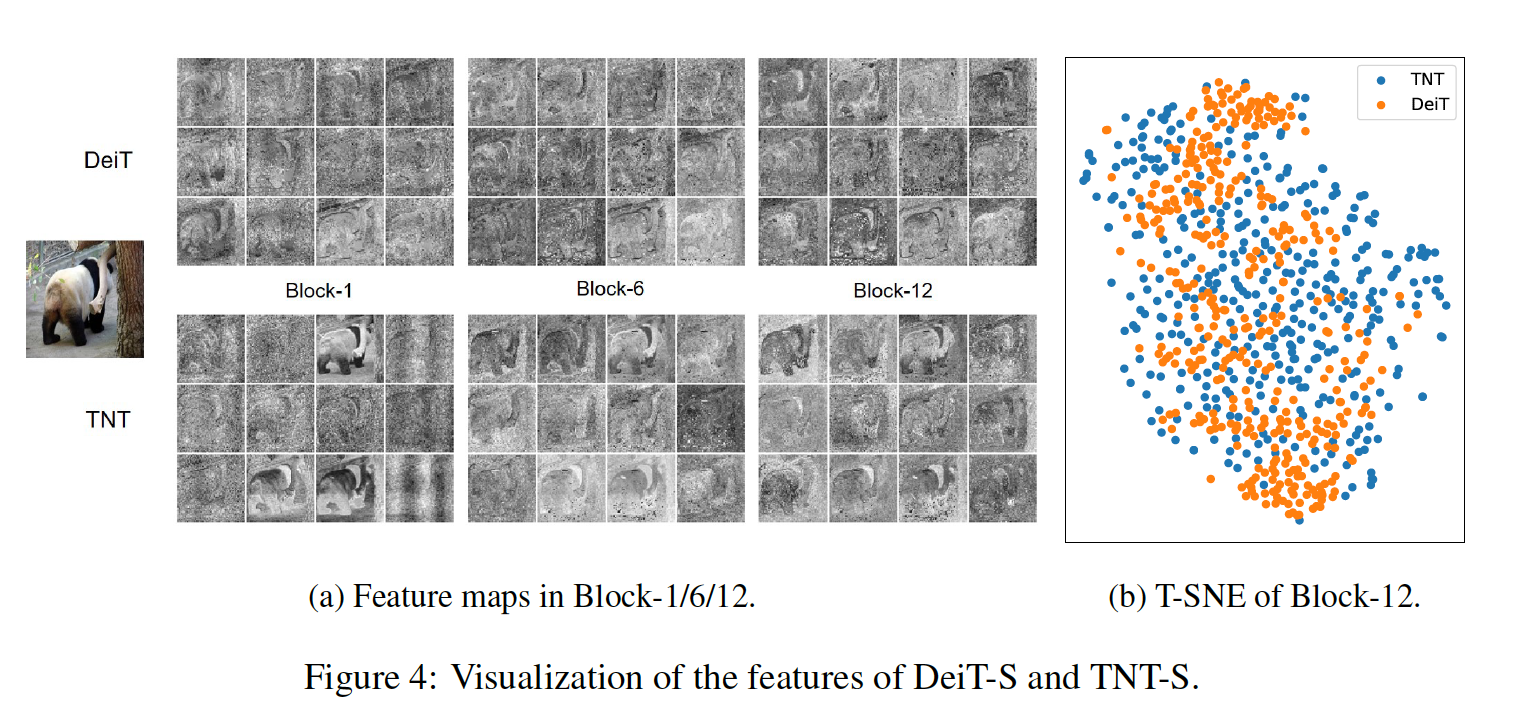 DeiT
Block-1
Block-6
Block-12
TNT
TNT
DeiT
(a) Feature maps in Block-1/6/12.
(b) T-SNE of Block-12.
Figure 4: Visualization of the features of DeiT-S and TNT-S.